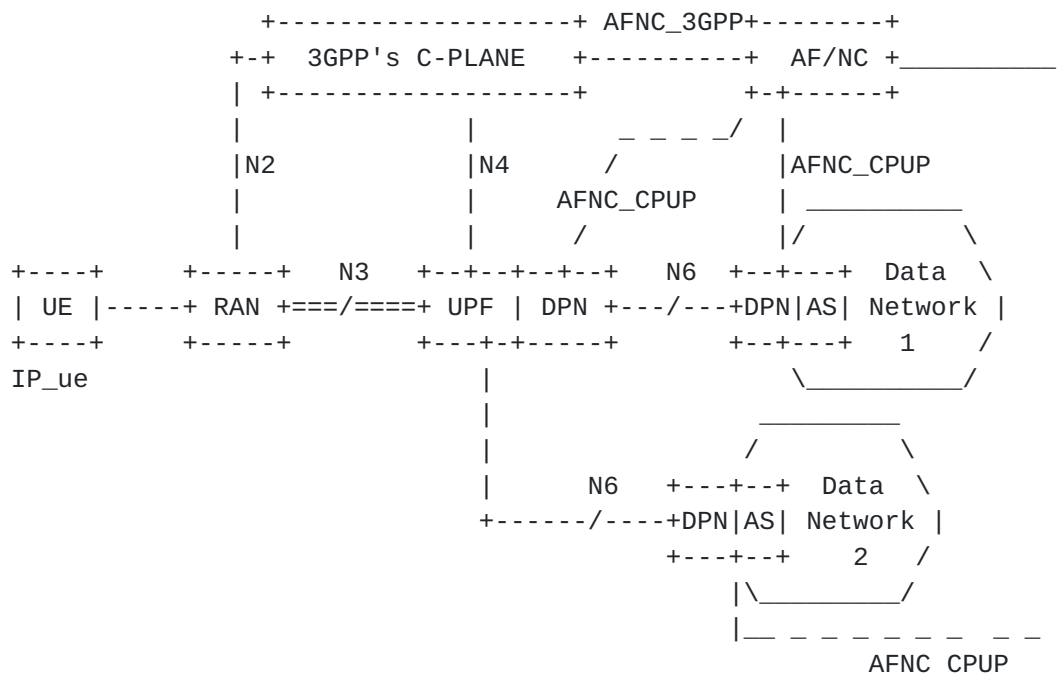 AFNC_3GPP
3GPP's C-PLANE AF/NC
N2 N4 AFNC_CPUP
AFNC_CPUP
N3 N6 Data
UE RAN UPF DPN DPN AS Network
1
IP_ue
N6 Data
DPN AS Network
2
AFNC CPUP